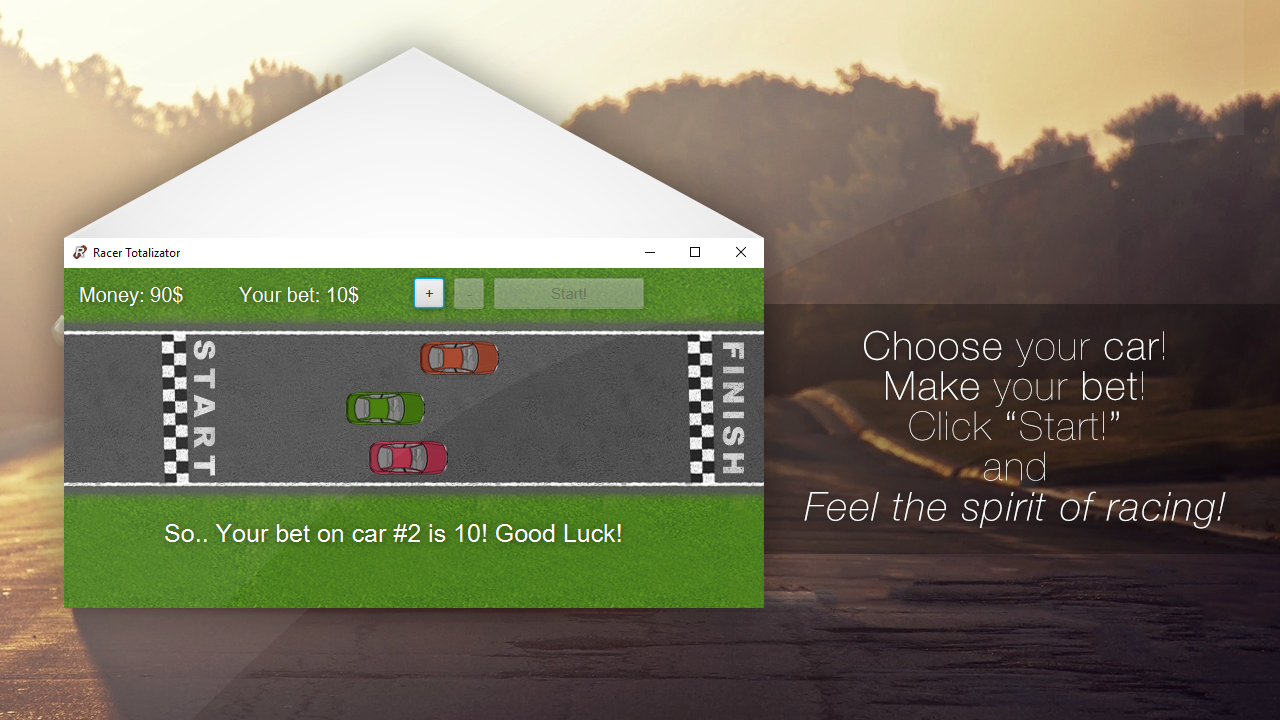 Racer Totalizator
Money: 90$ Your bet: 10$ + - Start!
START
FINISH
So.. Your bet on car #2 is 10! Good Luck!
Choose your car!
Make your bet!
Click “Start!”
and
Feel the spirit of racing!